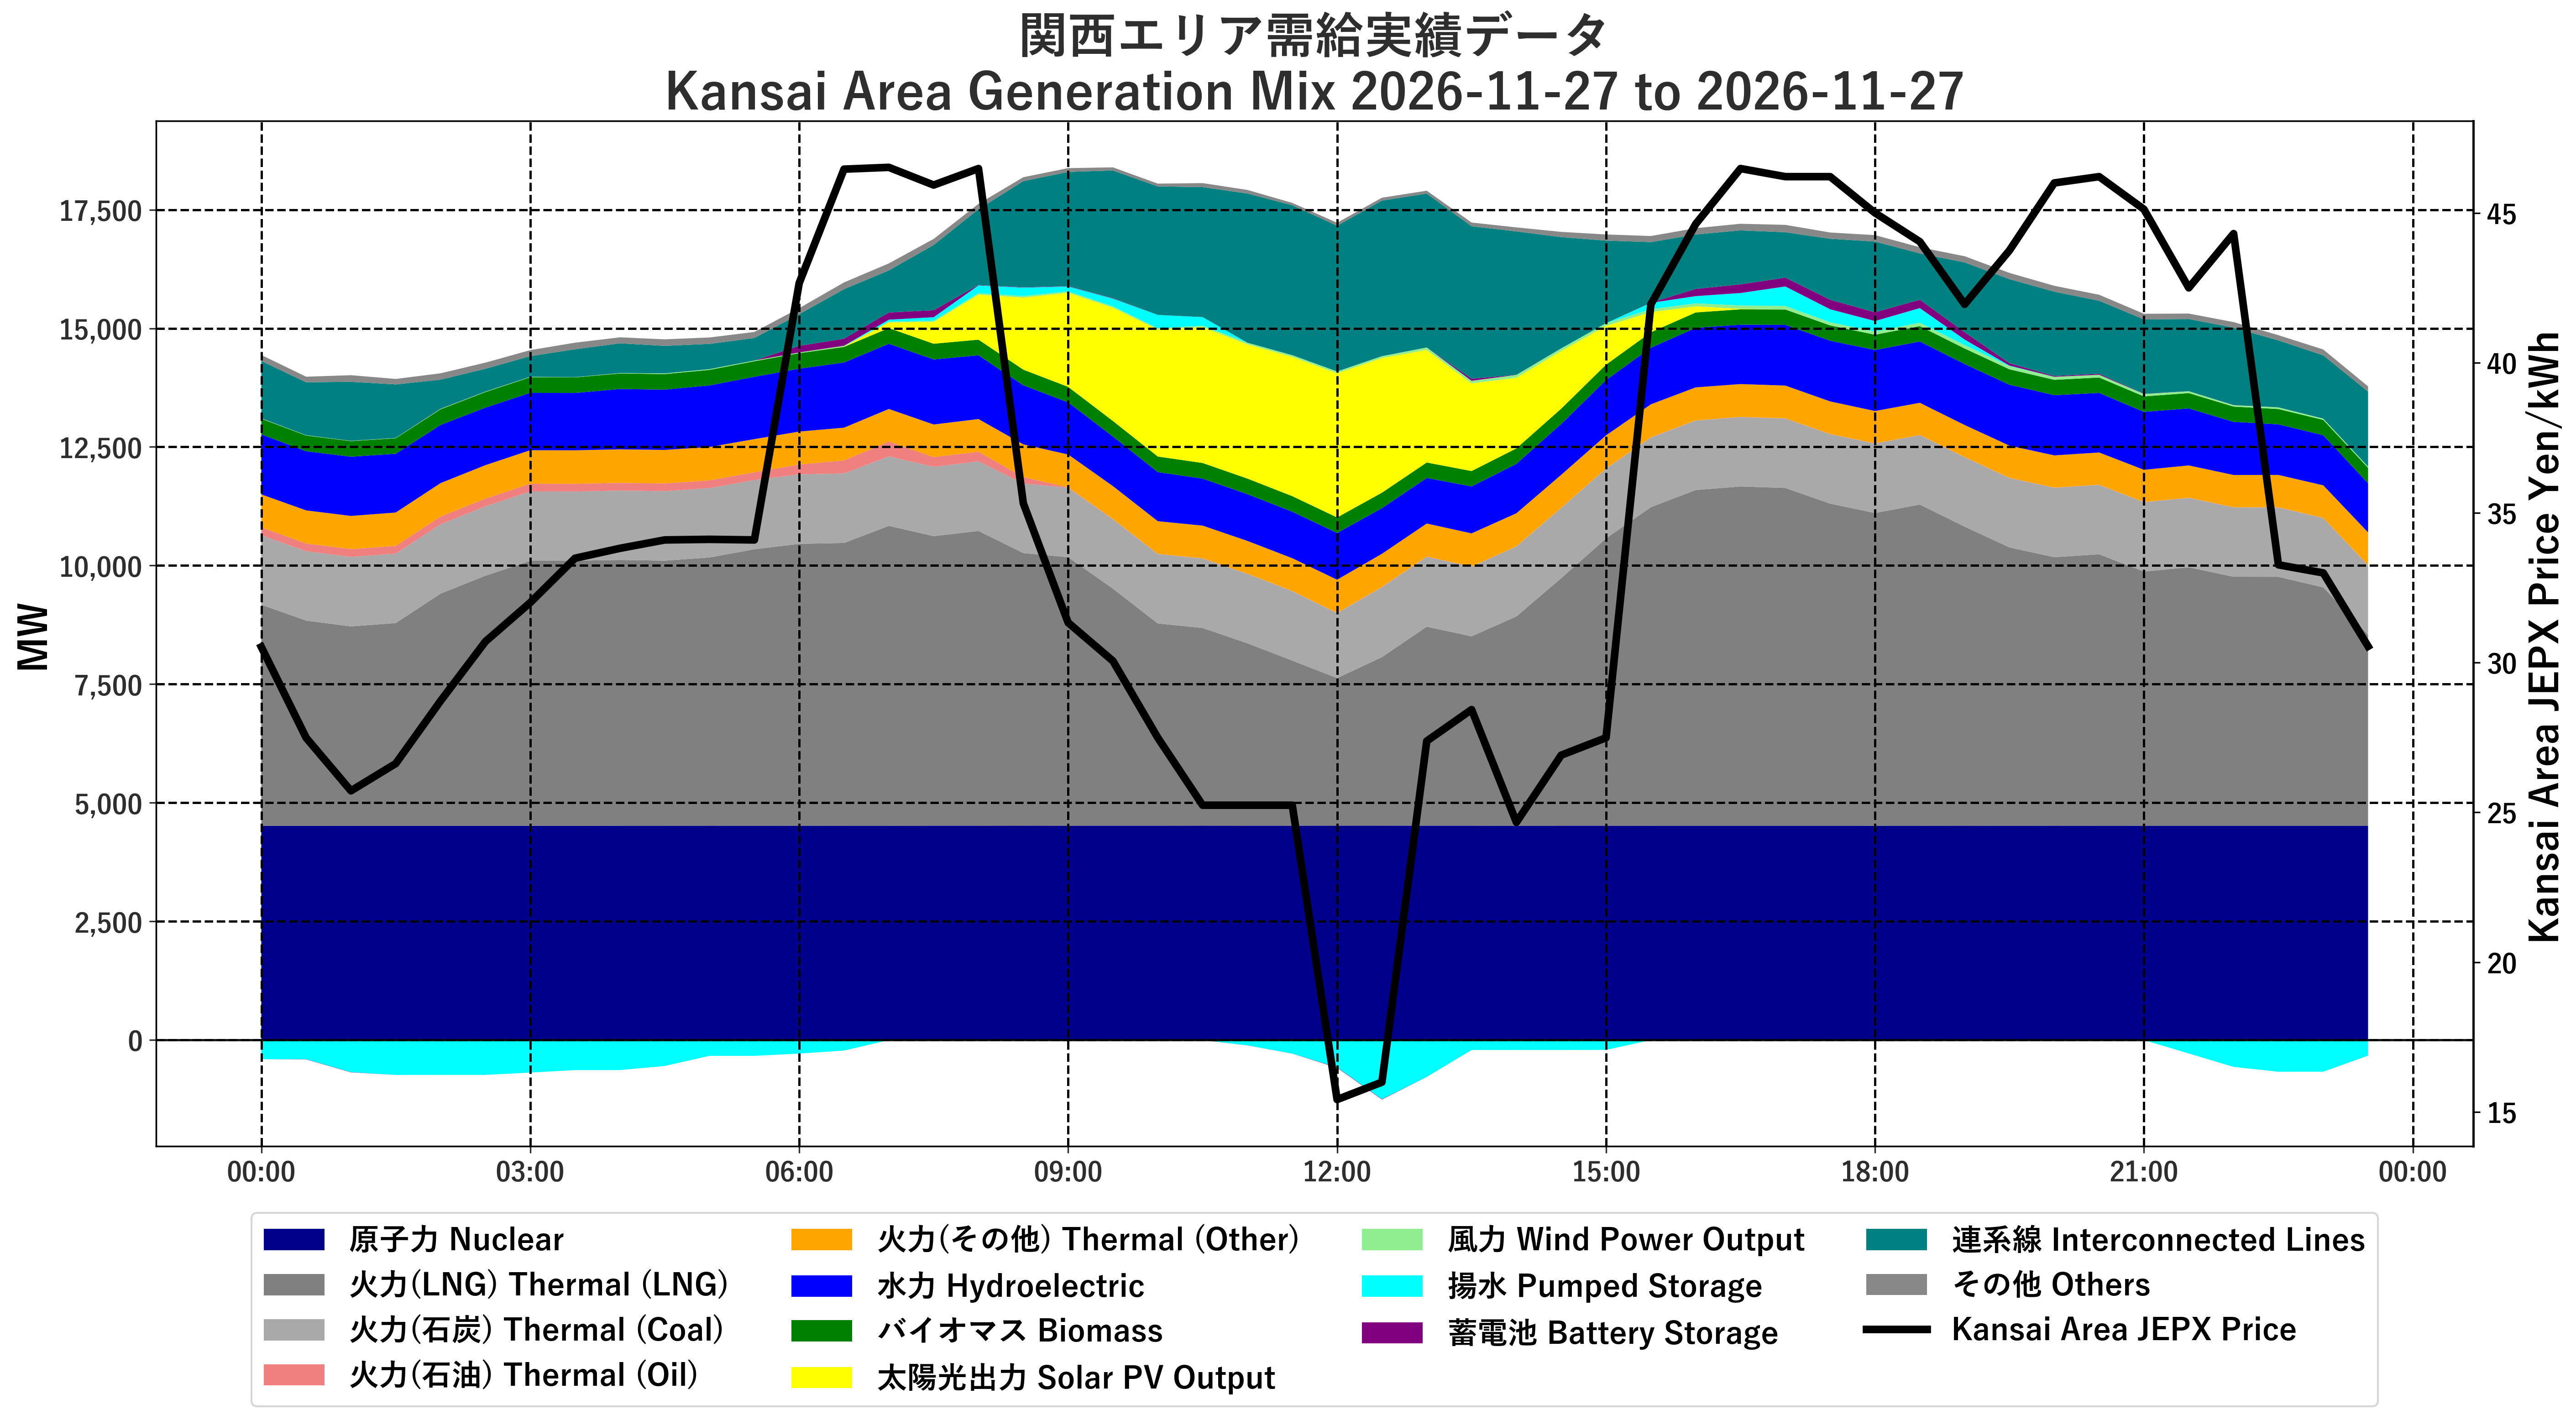 関西エリア需給実績データ
Kansai Area Generation Mix 2026-11-27 to 2026-11-27
MW
17,500
15,000
12,500
10,000
7,500
5,000
2,500
0
45
40
35
30
25
20
15
Kansai Area JEPX Price Yen/kWh
00:00 03:00 06:00 09:00 12:00 15:00 18:00 21:00 00:00
原子力 Nuclear
火力(LNG) Thermal (LNG)
火力(石炭) Thermal (Coal)
火力(石油) Thermal (Oil)
火力(その他) Thermal (Other)
水力 Hydroelectric
バイオマス Biomass
太陽光出力 Solar PV Output
風力 Wind Power Output
揚水 Pumped Storage
蓄電池 Battery Storage
連系線 Interconnected Lines
その他 Others
Kansai Area JEPX Price